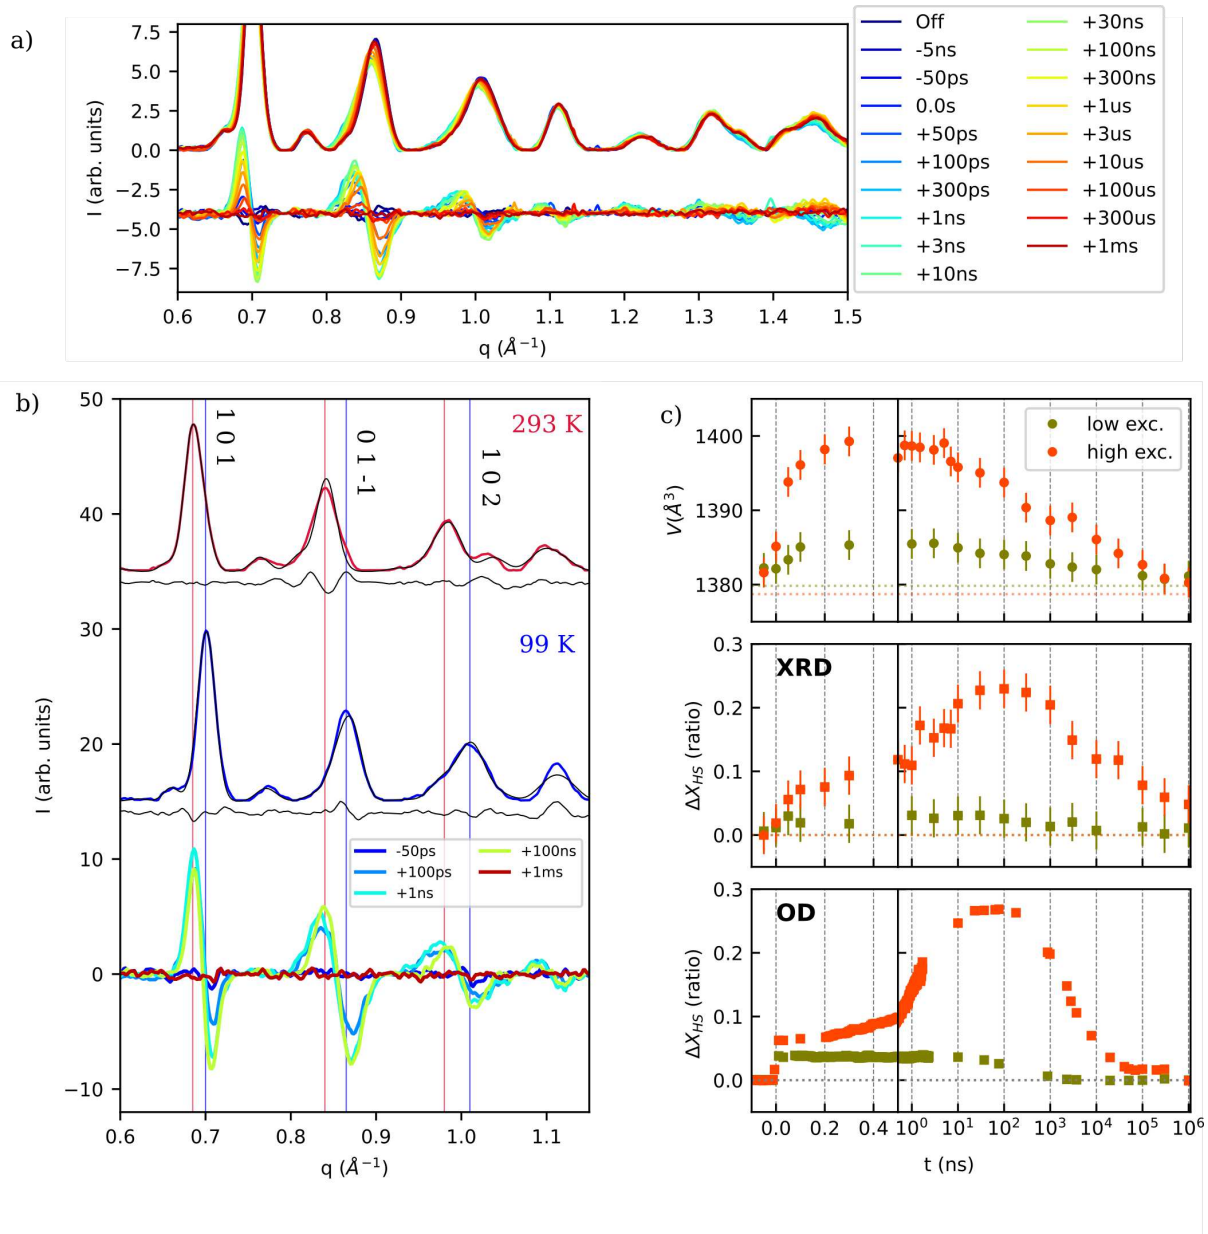 a)
7.5
5.0
2.5
0.0
−2.5
−5.0
−7.5
I (arb. units)
0.6 0.7 0.8 0.9 1.0 1.1 1.2 1.3 1.4 1.5
q (Å⁻¹)
Off
-5ns
-50ps
0.0s
+50ps
+100ps
+300ps
+1ns
+3ns
+10ns
+30ns
+100ns
+300ns
+1us
+3us
+10us
+100us
+300us
+1ms
b)
50
40
30
20
10
0
−10
I (arb. units)
1 0 1
0 1 -1
1 0 2
293 K
99 K
-50ps
+100ps
+1ns
+100ns
+1ms
0.6 0.7 0.8 0.9 1.0 1.1
q (Å⁻¹)
c)
1400
1390
1380
V(Å³)
low exc.
high exc.
0.3
0.2
0.1
0.0
ΔX_HS (ratio)
XRD
0.3
0.2
0.1
0.0
ΔX_HS (ratio)
OD
0.0 0.2 0.4 10⁰ 10¹ 10² 10³ 10⁴ 10⁵ 10⁶
t (ns)